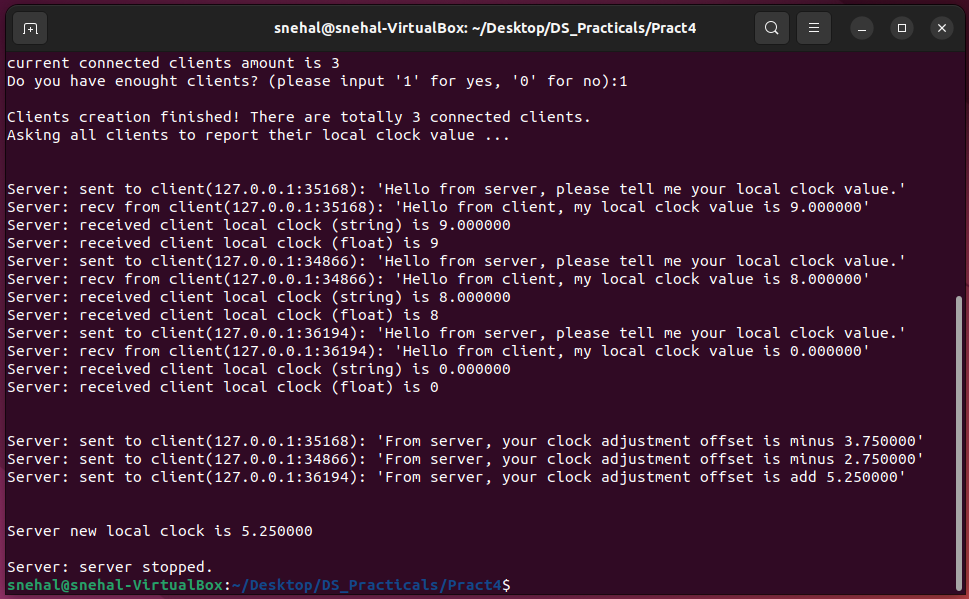 snehal@snehal-VirtualBox: ~/Desktop/DS_Practicals/Pract4
current connected clients amount is 3
Do you have enought clients? (please input '1' for yes, '0' for no):1
Clients creation finished! There are totally 3 connected clients.
Asking all clients to report their local clock value ...
Server: sent to client(127.0.0.1:35168): 'Hello from server, please tell me your local clock value.'
Server: recv from client(127.0.0.1:35168): 'Hello from client, my local clock value is 9.000000'
Server: received client local clock (string) is 9.000000
Server: received client local clock (float) is 9
Server: sent to client(127.0.0.1:34866): 'Hello from server, please tell me your local clock value.'
Server: recv from client(127.0.0.1:34866): 'Hello from client, my local clock value is 8.000000'
Server: received client local clock (string) is 8.000000
Server: received client local clock (float) is 8
Server: sent to client(127.0.0.1:36194): 'Hello from server, please tell me your local clock value.'
Server: recv from client(127.0.0.1:36194): 'Hello from client, my local clock value is 0.000000'
Server: received client local clock (string) is 0.000000
Server: received client local clock (float) is 0
Server: sent to client(127.0.0.1:35168): 'From server, your clock adjustment offset is minus 3.750000'
Server: sent to client(127.0.0.1:34866): 'From server, your clock adjustment offset is minus 2.750000'
Server: sent to client(127.0.0.1:36194): 'From server, your clock adjustment offset is add 5.250000'
Server new local clock is 5.250000
Server: server stopped.
snehal@snehal-VirtualBox:~/Desktop/DS_Practicals/Pract4$